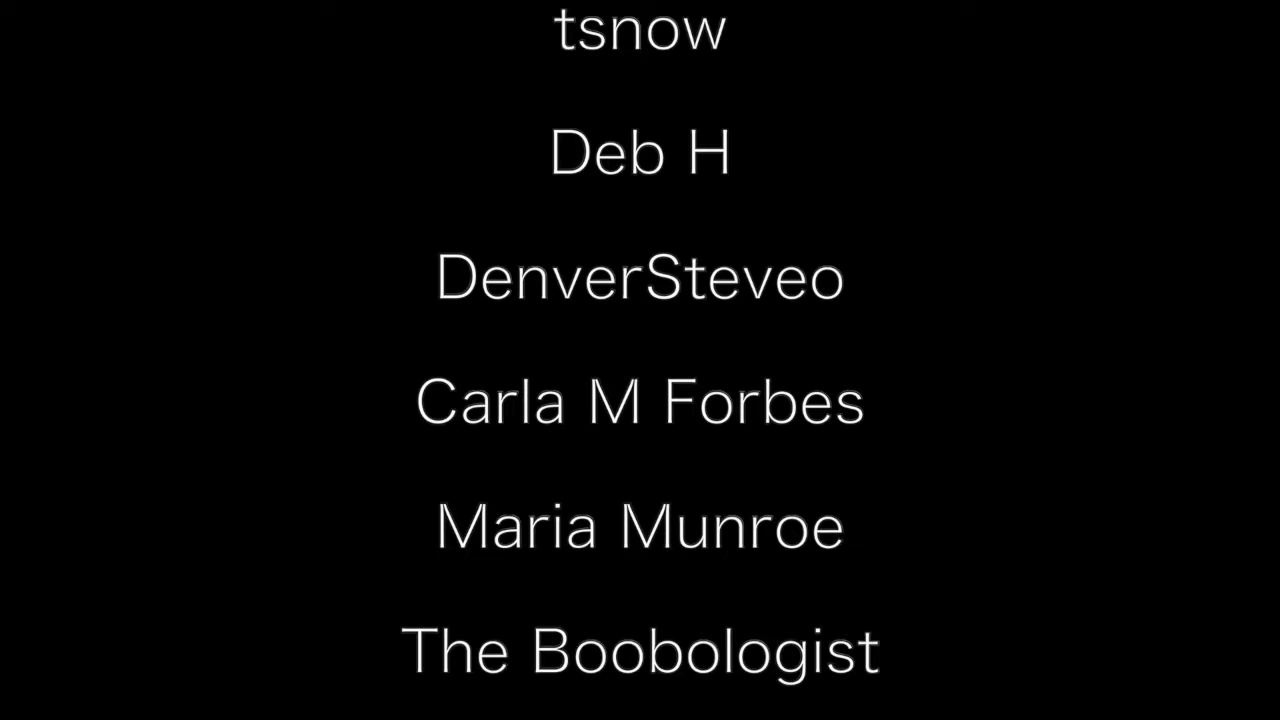 tsnow
Deb H
DenverSteveo
Carla M Forbes
Maria Munroe
The Boobologist